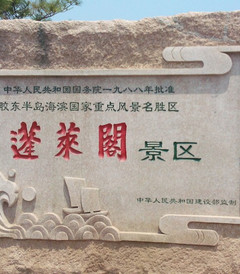 中华人民共和国国务院一九八八年批准
胶东半岛海滨国家重点风景名胜区
蓬萊閣景区
中华人民共和国建设部监制